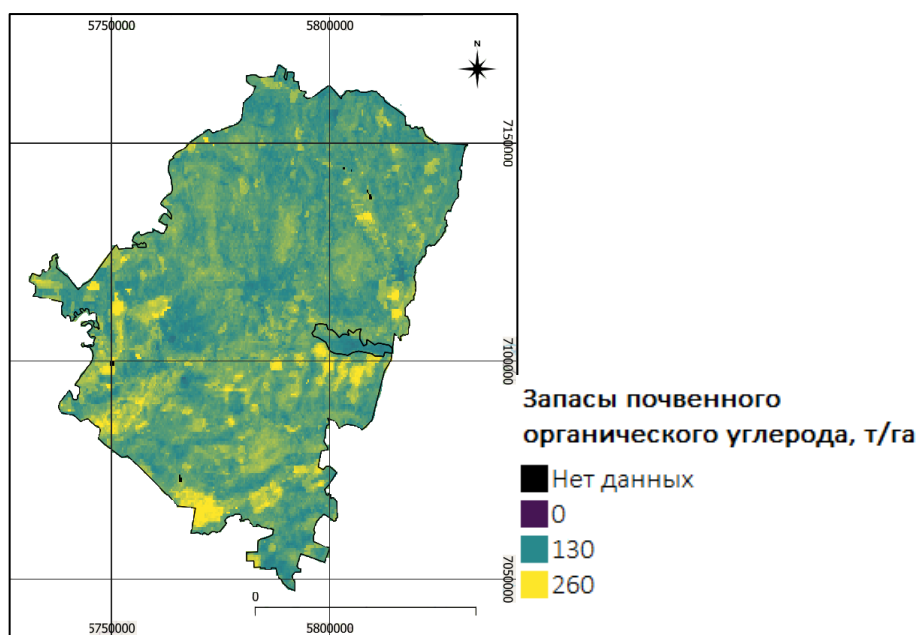 5750000
5800000
N
7150000
7100000
Запасы почвенного
органического углерода, т/га
Нет данных
0
130
260
7050000
0
5750000
5800000